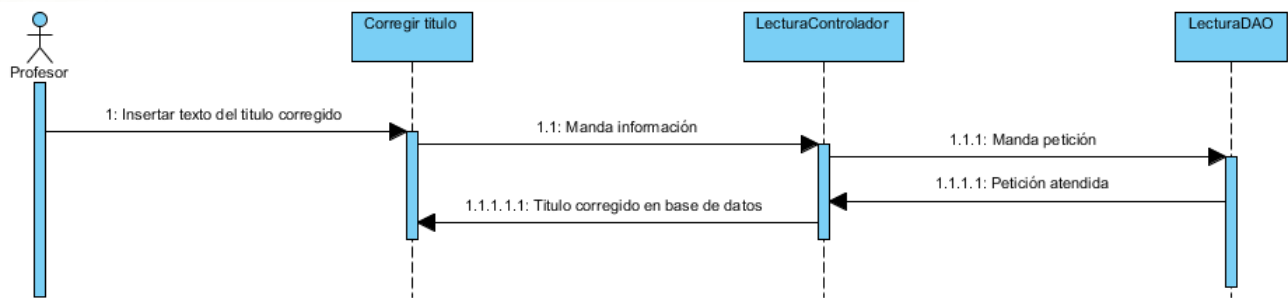 Corregir titulo
LecturaControlador
LecturaDAO
Profesor
1: Insertar texto del titulo corregido
1.1: Manda información
1.1.1: Manda petición
1.1.1.1: Petición atendida
1.1.1.1.1: Titulo corregido en base de datos